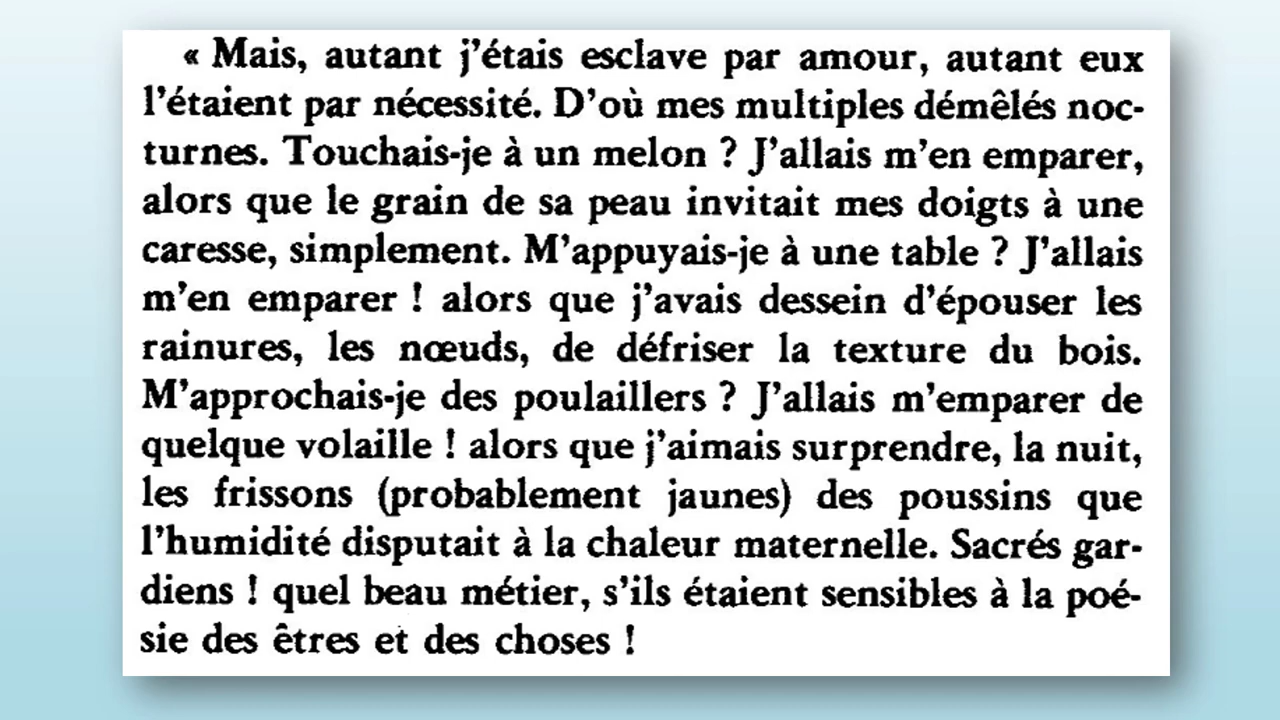 « Mais, autant j'étais esclave par amour, autant eux
l'étaient par nécessité. D'où mes multiples démêlés noc-
turnes. Touchais-je à un melon ? J'allais m'en emparer,
alors que le grain de sa peau invitait mes doigts à une
caresse, simplement. M'appuyais-je à une table ? J'allais
m'en emparer ! alors que j'avais dessein d'épouser les
rainures, les nœuds, de défriser la texture du bois.
M'approchais-je des poulaillers ? J'allais m'emparer de
quelque volaille ! alors que j'aimais surprendre, la nuit,
les frissons (probablement jaunes) des poussins que
l'humidité disputait à la chaleur maternelle. Sacrés gar-
diens ! quel beau métier, s'ils étaient sensibles à la poé-
sie des êtres et des choses !